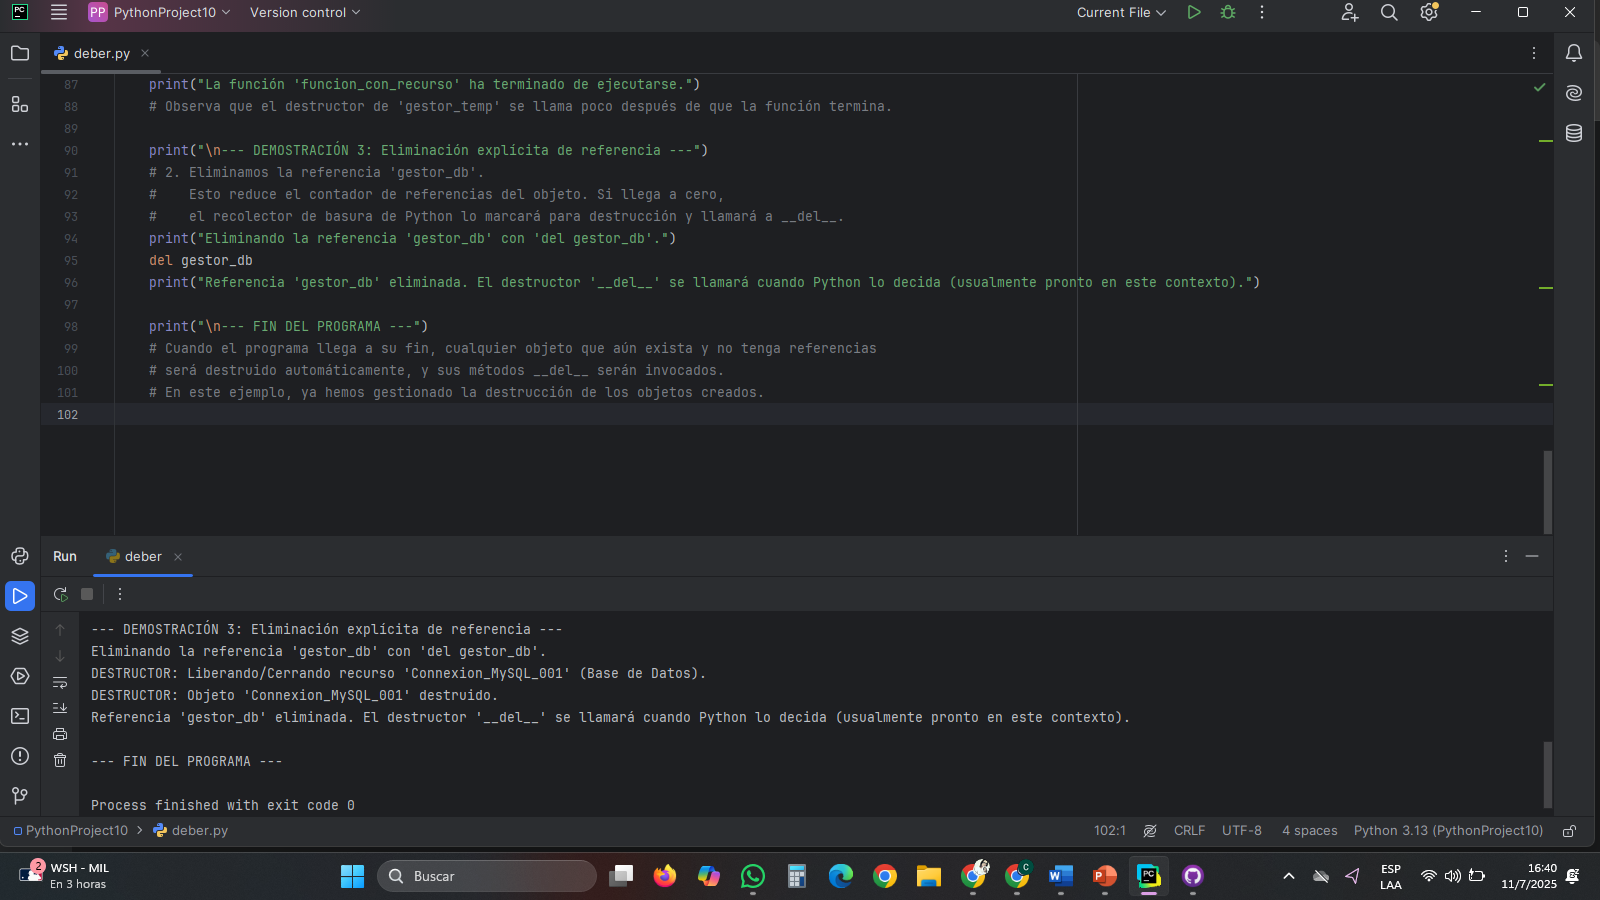 PC
PP PythonProject10 Version control Current File
deber.py
87 print("La función 'funcion_con_recurso' ha terminado de ejecutarse.")
88 # Observa que el destructor de 'gestor_temp' se llama poco después de que la función termina.
89
90 print("\n--- DEMOSTRACIÓN 3: Eliminación explícita de referencia ---")
91 # 2. Eliminamos la referencia 'gestor_db'.
92 #    Esto reduce el contador de referencias del objeto. Si llega a cero,
93 #    el recolector de basura de Python lo marcará para destrucción y llamará a __del__.
94 print("Eliminando la referencia 'gestor_db' con 'del gestor_db'.")
95 del gestor_db
96 print("Referencia 'gestor_db' eliminada. El destructor '__del__' se llamará cuando Python lo decida (usualmente pronto en este contexto).")
97
98 print("\n--- FIN DEL PROGRAMA ---")
99 # Cuando el programa llega a su fin, cualquier objeto que aún exista y no tenga referencias
100 # será destruido automáticamente, y sus métodos __del__ serán invocados.
101 # En este ejemplo, ya hemos gestionado la destrucción de los objetos creados.
102
Run deber
--- DEMOSTRACIÓN 3: Eliminación explícita de referencia ---
Eliminando la referencia 'gestor_db' con 'del gestor_db'.
DESTRUCTOR: Liberando/Cerrando recurso 'Connexion_MySQL_001' (Base de Datos).
DESTRUCTOR: Objeto 'Connexion_MySQL_001' destruido.
Referencia 'gestor_db' eliminada. El destructor '__del__' se llamará cuando Python lo decida (usualmente pronto en este contexto).
--- FIN DEL PROGRAMA ---
Process finished with exit code 0
PythonProject10 > deber.py 102:1 CRLF UTF-8 4 spaces Python 3.13 (PythonProject10)
2 WSH - MIL
En 3 horas
Buscar
C
W
P
PC
ESP
LAA
16:40
11/7/2025